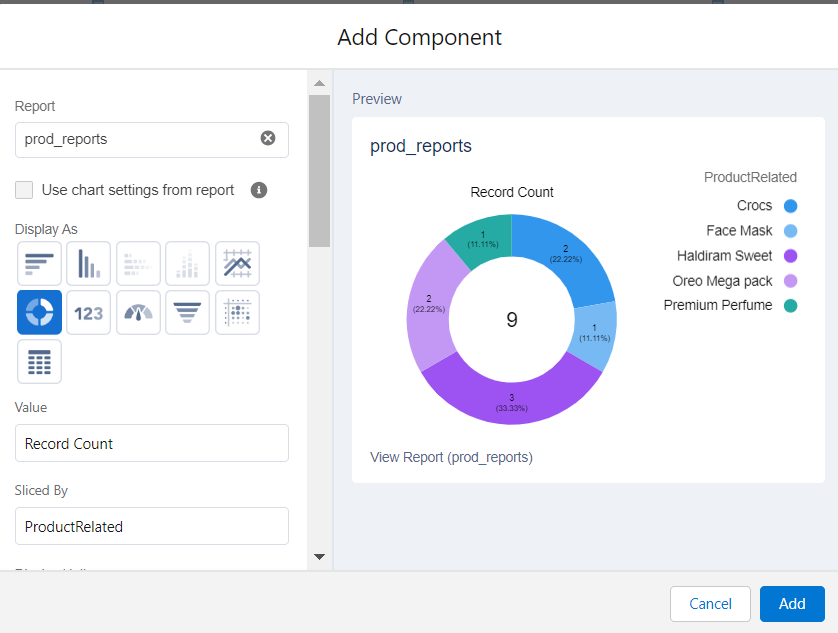 Add Component
Report
prod_reports
Use chart settings from report
Display As
123
Value
Record Count
Sliced By
ProductRelated
Preview
prod_reports
Record Count
ProductRelated
Crocs
Face Mask
Haldiram Sweet
Oreo Mega pack
Premium Perfume
1
(11.11%)
2
(22.22%)
2
(22.22%)
9
1
(11.11%)
3
(33.33%)
View Report (prod_reports)
Cancel
Add